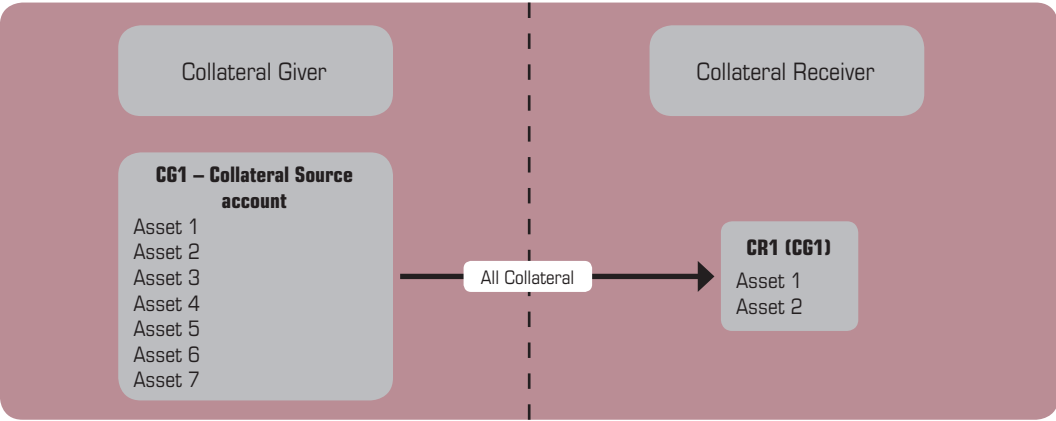 Collateral Giver
Collateral Receiver
CG1 – Collateral Source
account
Asset 1
Asset 2
Asset 3
Asset 4
Asset 5
Asset 6
Asset 7
All Collateral
CR1 (CG1)
Asset 1
Asset 2